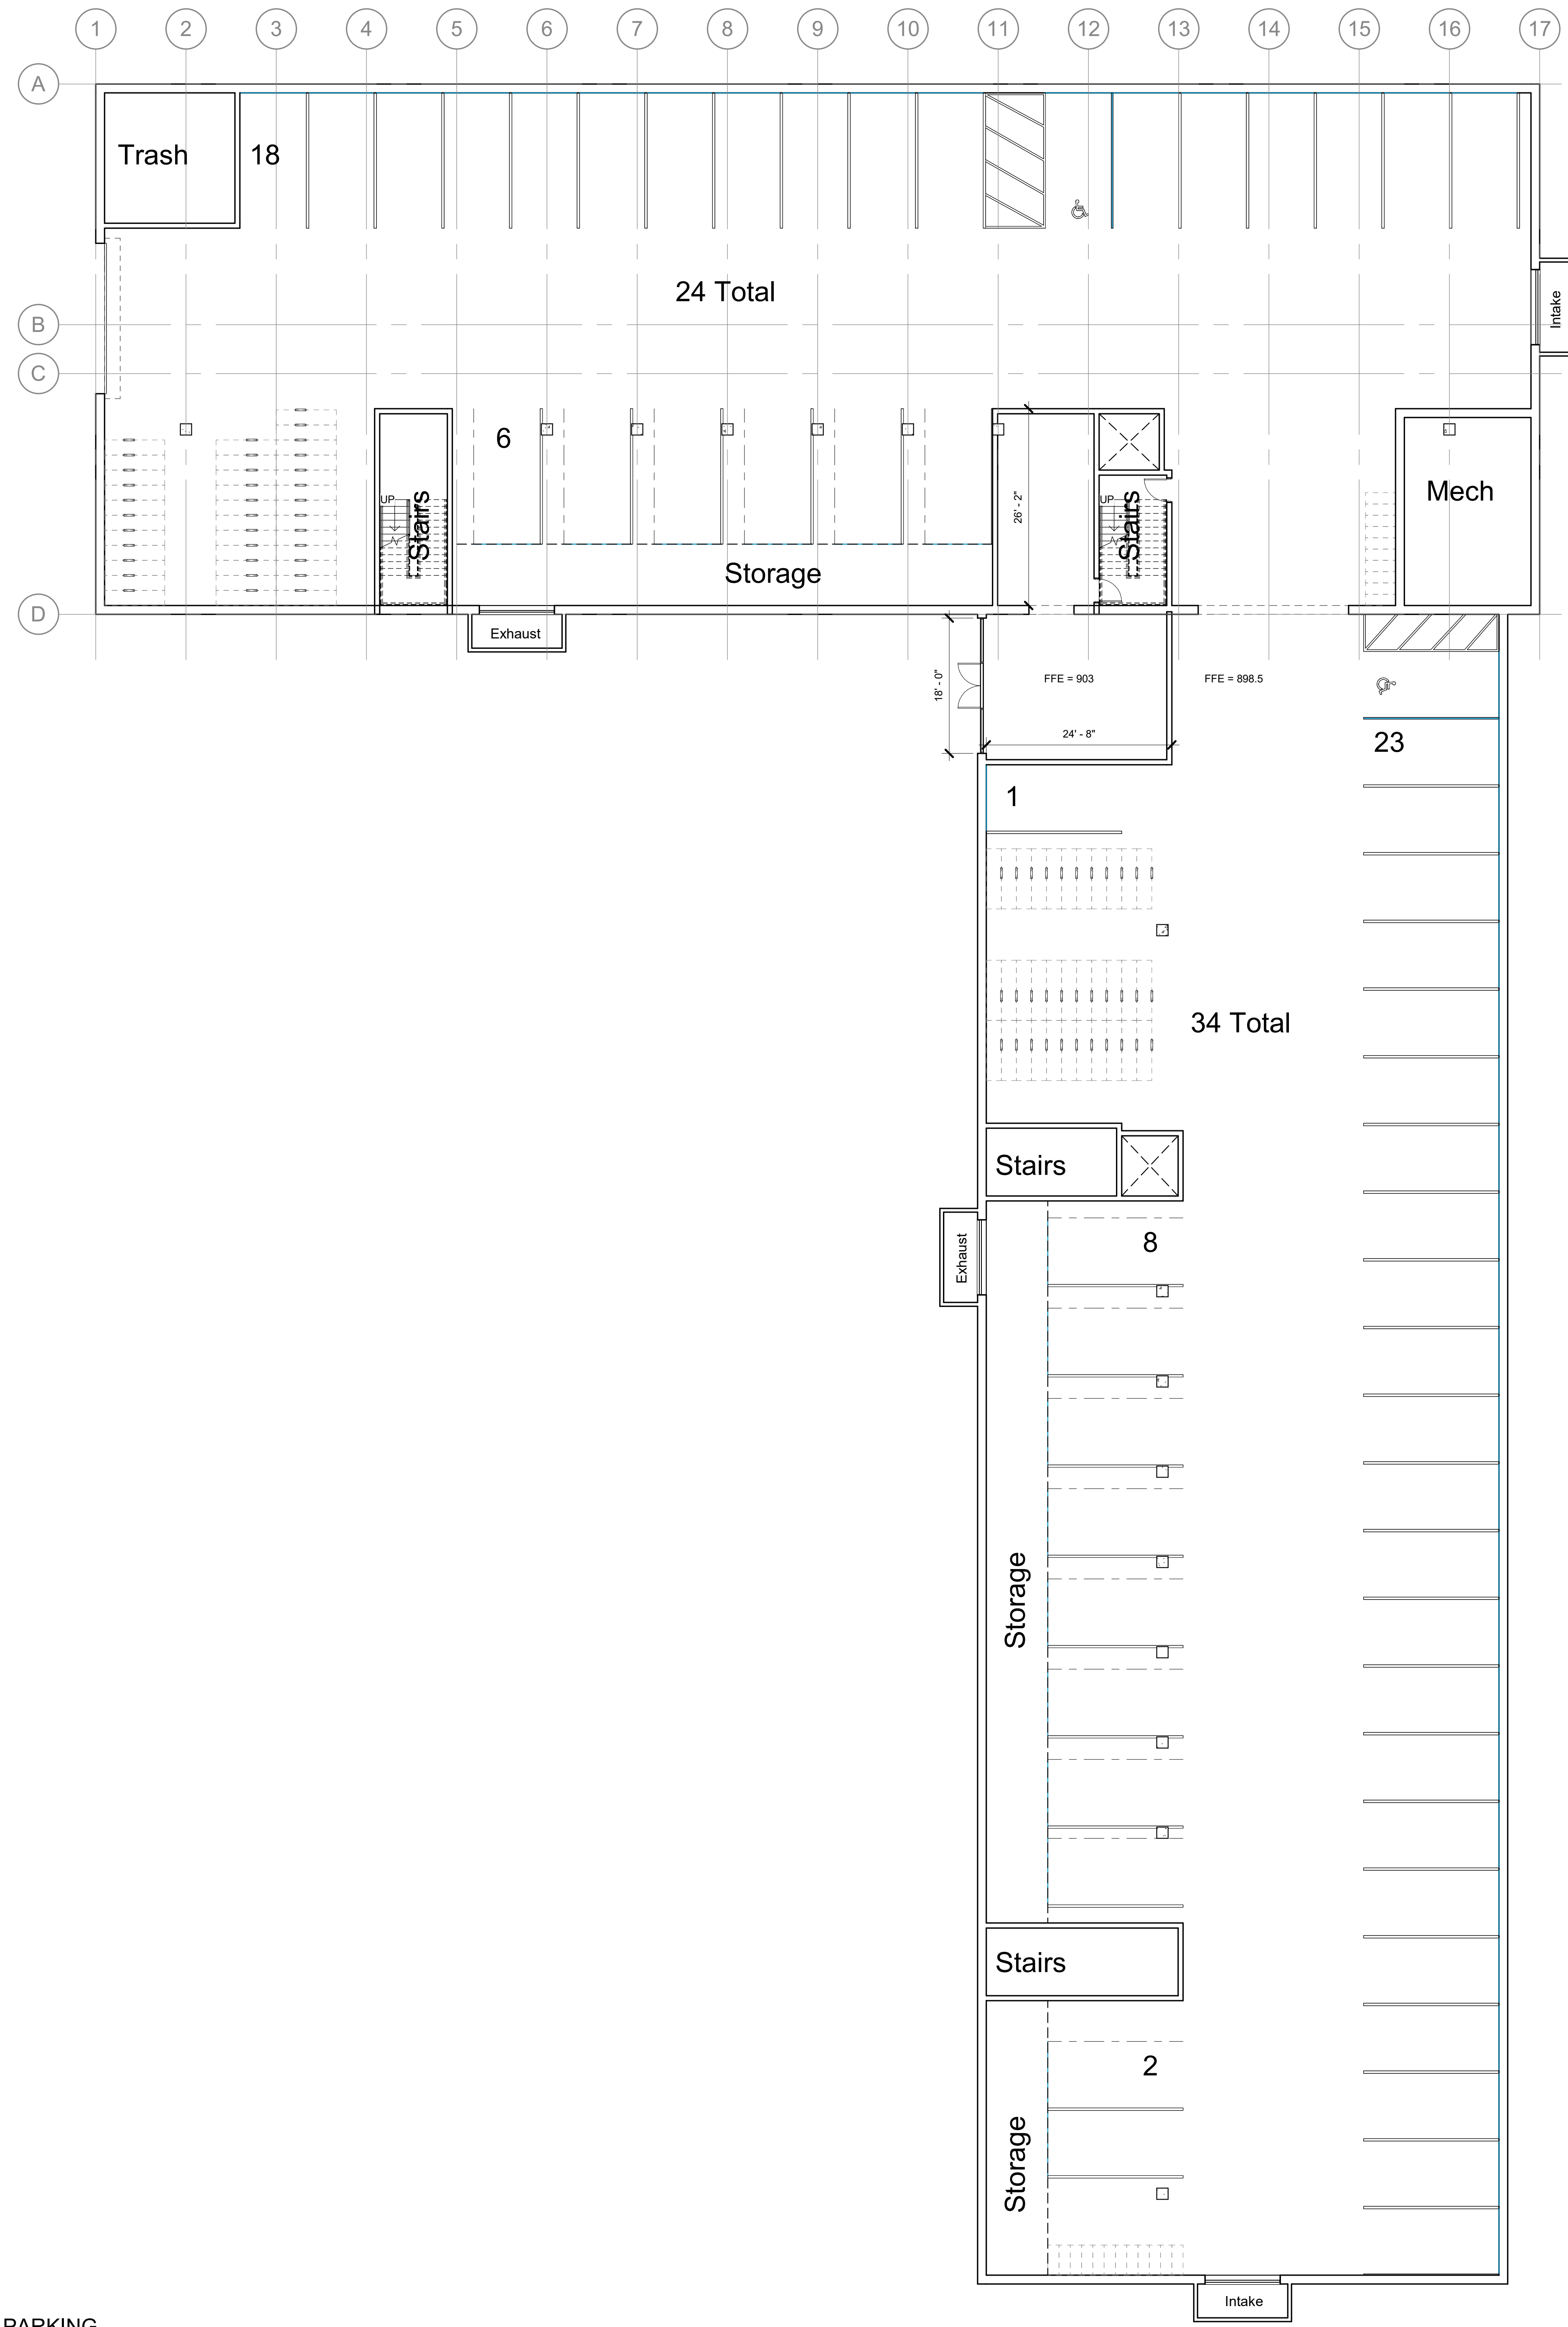 1 2 3 4 5 6 7 8 9 10 11 12 13 14 15 16 17
A
Trash
18
24 Total
Intake
B
C
6
26' - 2"
UP
Stairs
UP
Stairs
Mech
Storage
D
Exhaust
18' - 0"
FFE = 903
FFE = 898.5
24' - 8"
23
1
34 Total
Stairs
8
Exhaust
Storage
Stairs
2
Storage
Intake
PARKING